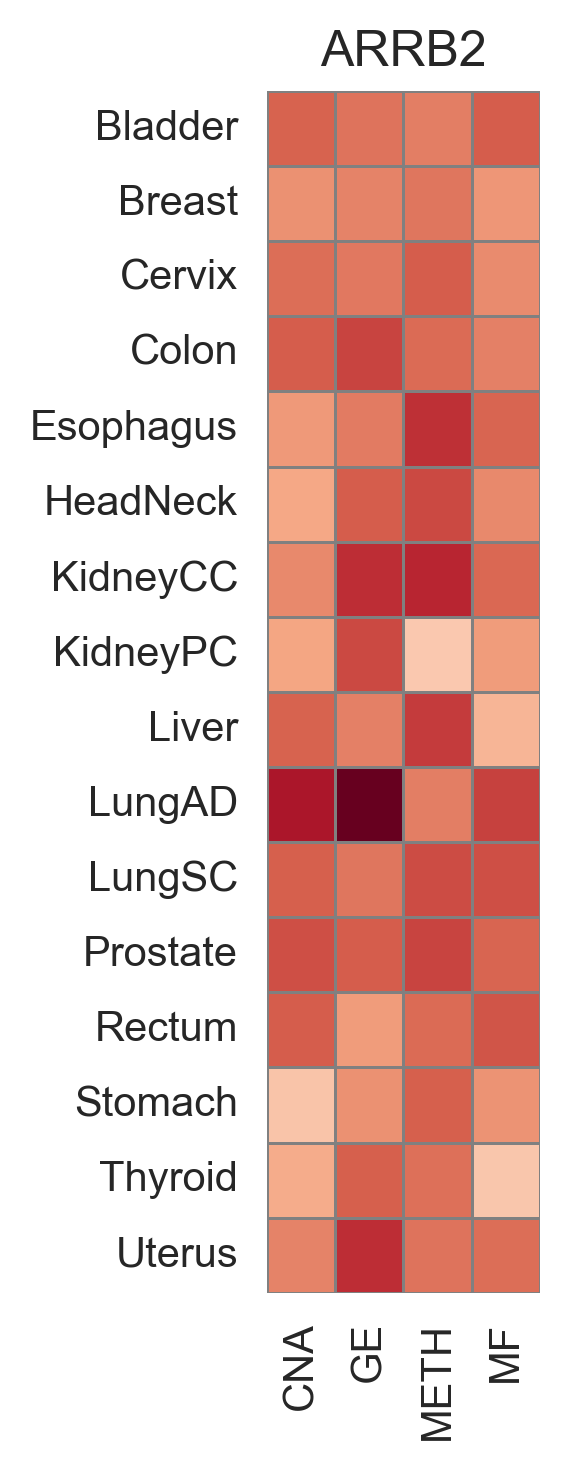 ARRB2
Bladder
Breast
Cervix
Colon
Esophagus
HeadNeck
KidneyCC
KidneyPC
Liver
LungAD
LungSC
Prostate
Rectum
Stomach
Thyroid
Uterus
CNA
GE
METH
MF